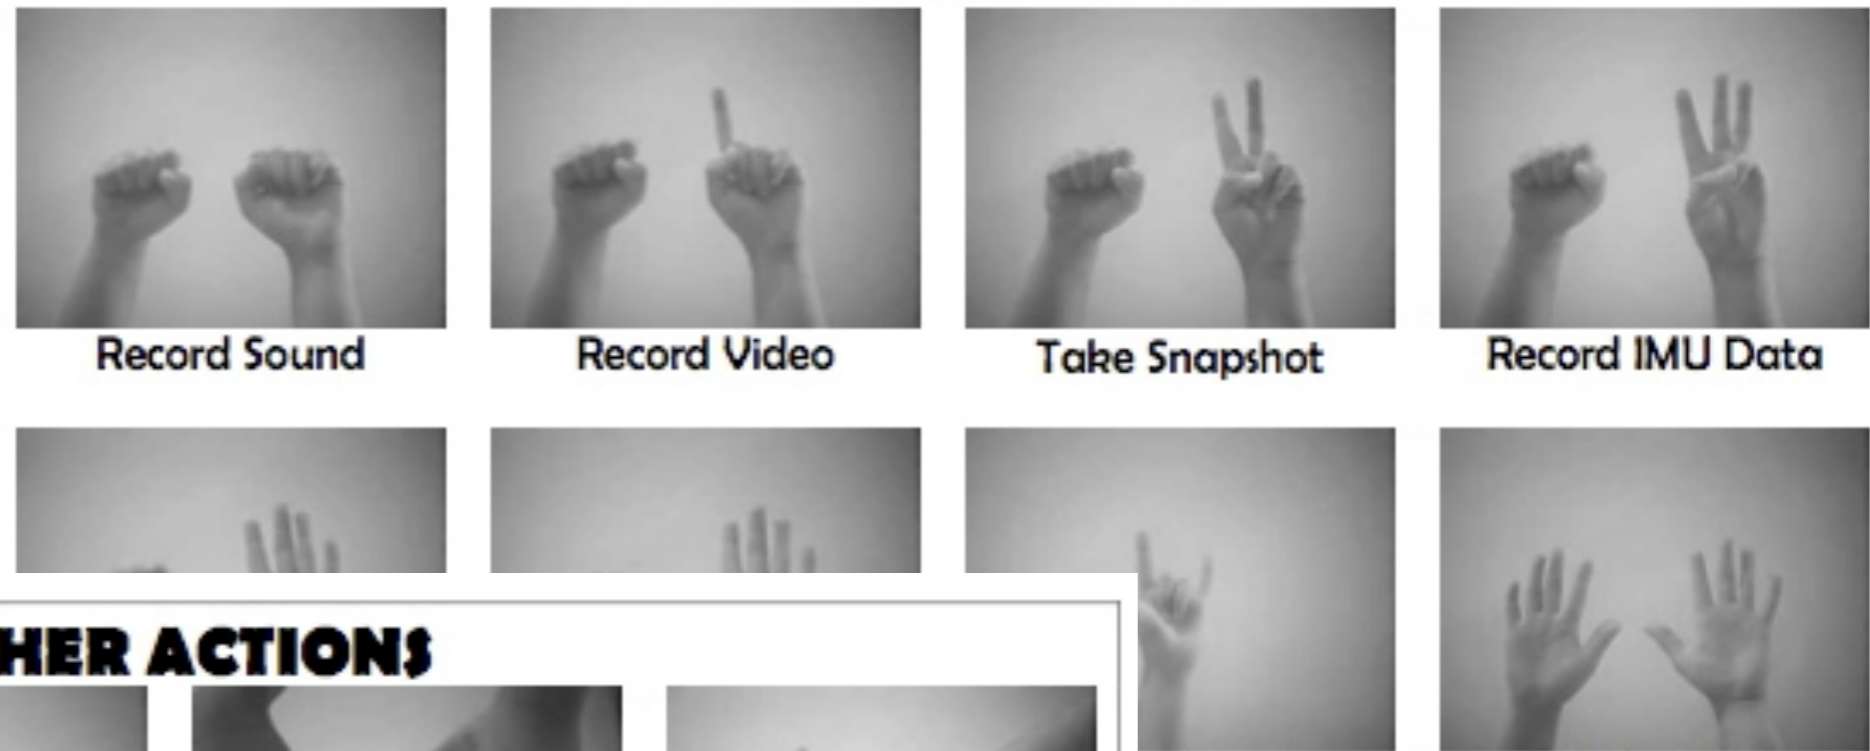 Record Sound
Record Video
Take Snapshot
Record IMU Data
HER ACTIONS